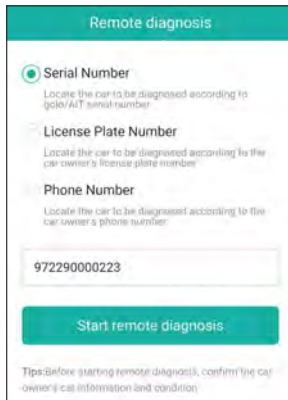 Remote diagnosis
Serial Number
Locate the car to be diagnosed according to
golo/AIT serial number
License Plate Number
Locate the car to be diagnosed according to the
car owner's license plate number
Phone Number
Locate the car to be diagnosed according to the
car owner's phone number
972290000223
Start remote diagnosis
Tips:Before starting remote diagnosis, confirm the car
owner's car information and condition